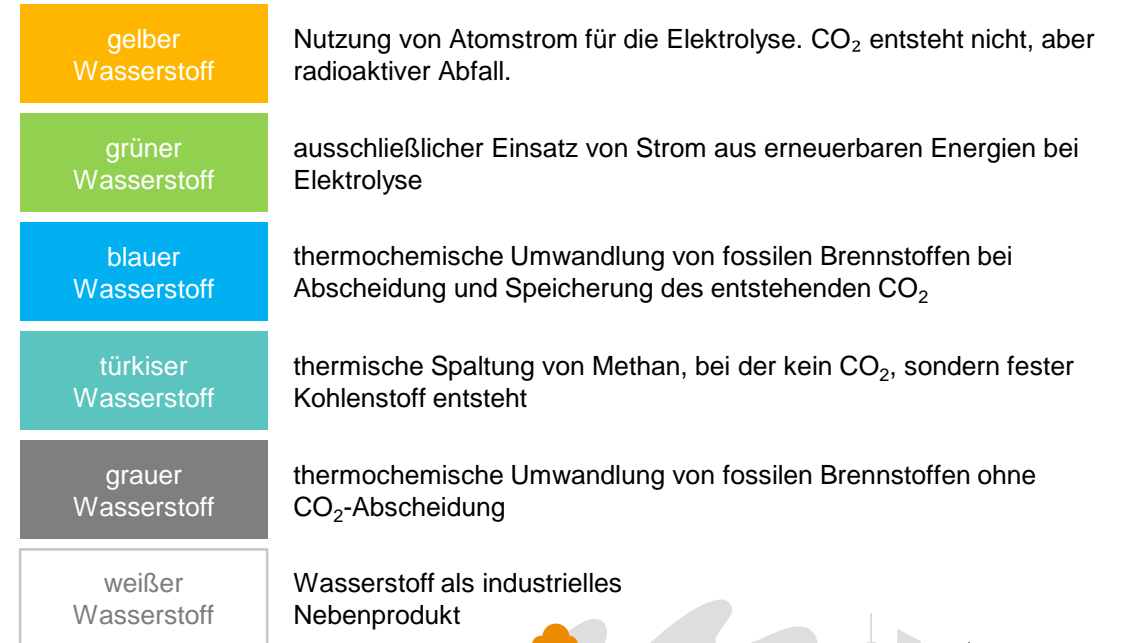 gelber
Wasserstoff
Nutzung von Atomstrom für die Elektrolyse. CO₂ entsteht nicht, aber
radioaktiver Abfall.
grüner
Wasserstoff
ausschließlicher Einsatz von Strom aus erneuerbaren Energien bei
Elektrolyse
blauer
Wasserstoff
thermochemische Umwandlung von fossilen Brennstoffen bei
Abscheidung und Speicherung des entstehenden CO₂
türkiser
Wasserstoff
thermische Spaltung von Methan, bei der kein CO₂, sondern fester
Kohlenstoff entsteht
grauer
Wasserstoff
thermochemische Umwandlung von fossilen Brennstoffen ohne
CO₂-Abscheidung
weißer
Wasserstoff
Wasserstoff als industrielles
Nebenprodukt